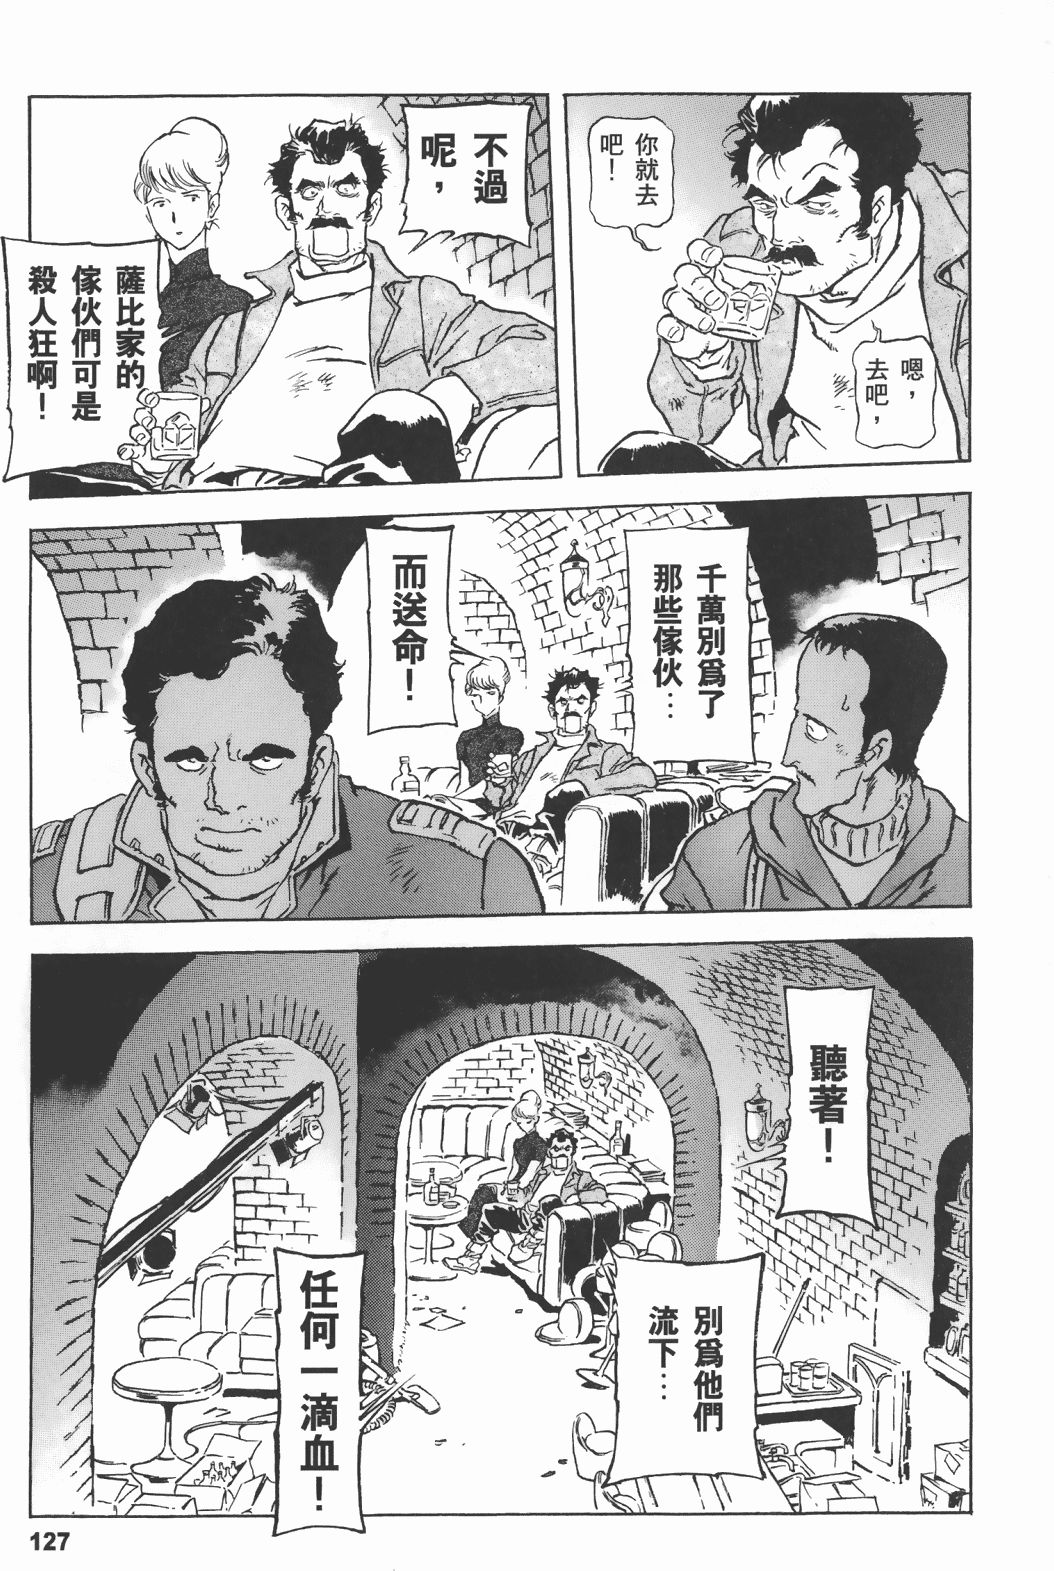 嗯，
去吧，
你就去
吧！
不過
呢，
薩比家的
傢伙們可是
殺人狂啊！
千萬別爲了
那些傢伙…
而送命！
聽著！
別爲他們
流下…
任何一滴血！
127